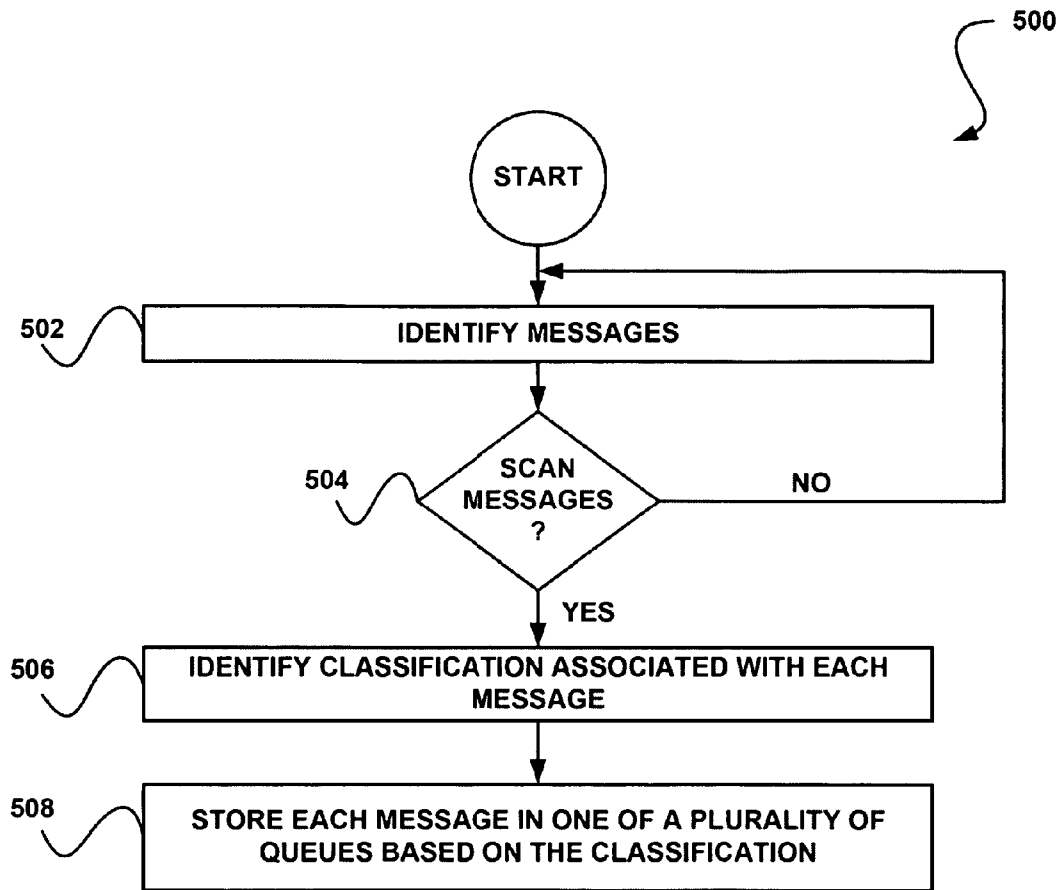 500
START
502
IDENTIFY MESSAGES
504
SCAN
MESSAGES
?
NO
YES
506
IDENTIFY CLASSIFICATION ASSOCIATED WITH EACH
MESSAGE
508
STORE EACH MESSAGE IN ONE OF A PLURALITY OF
QUEUES BASED ON THE CLASSIFICATION